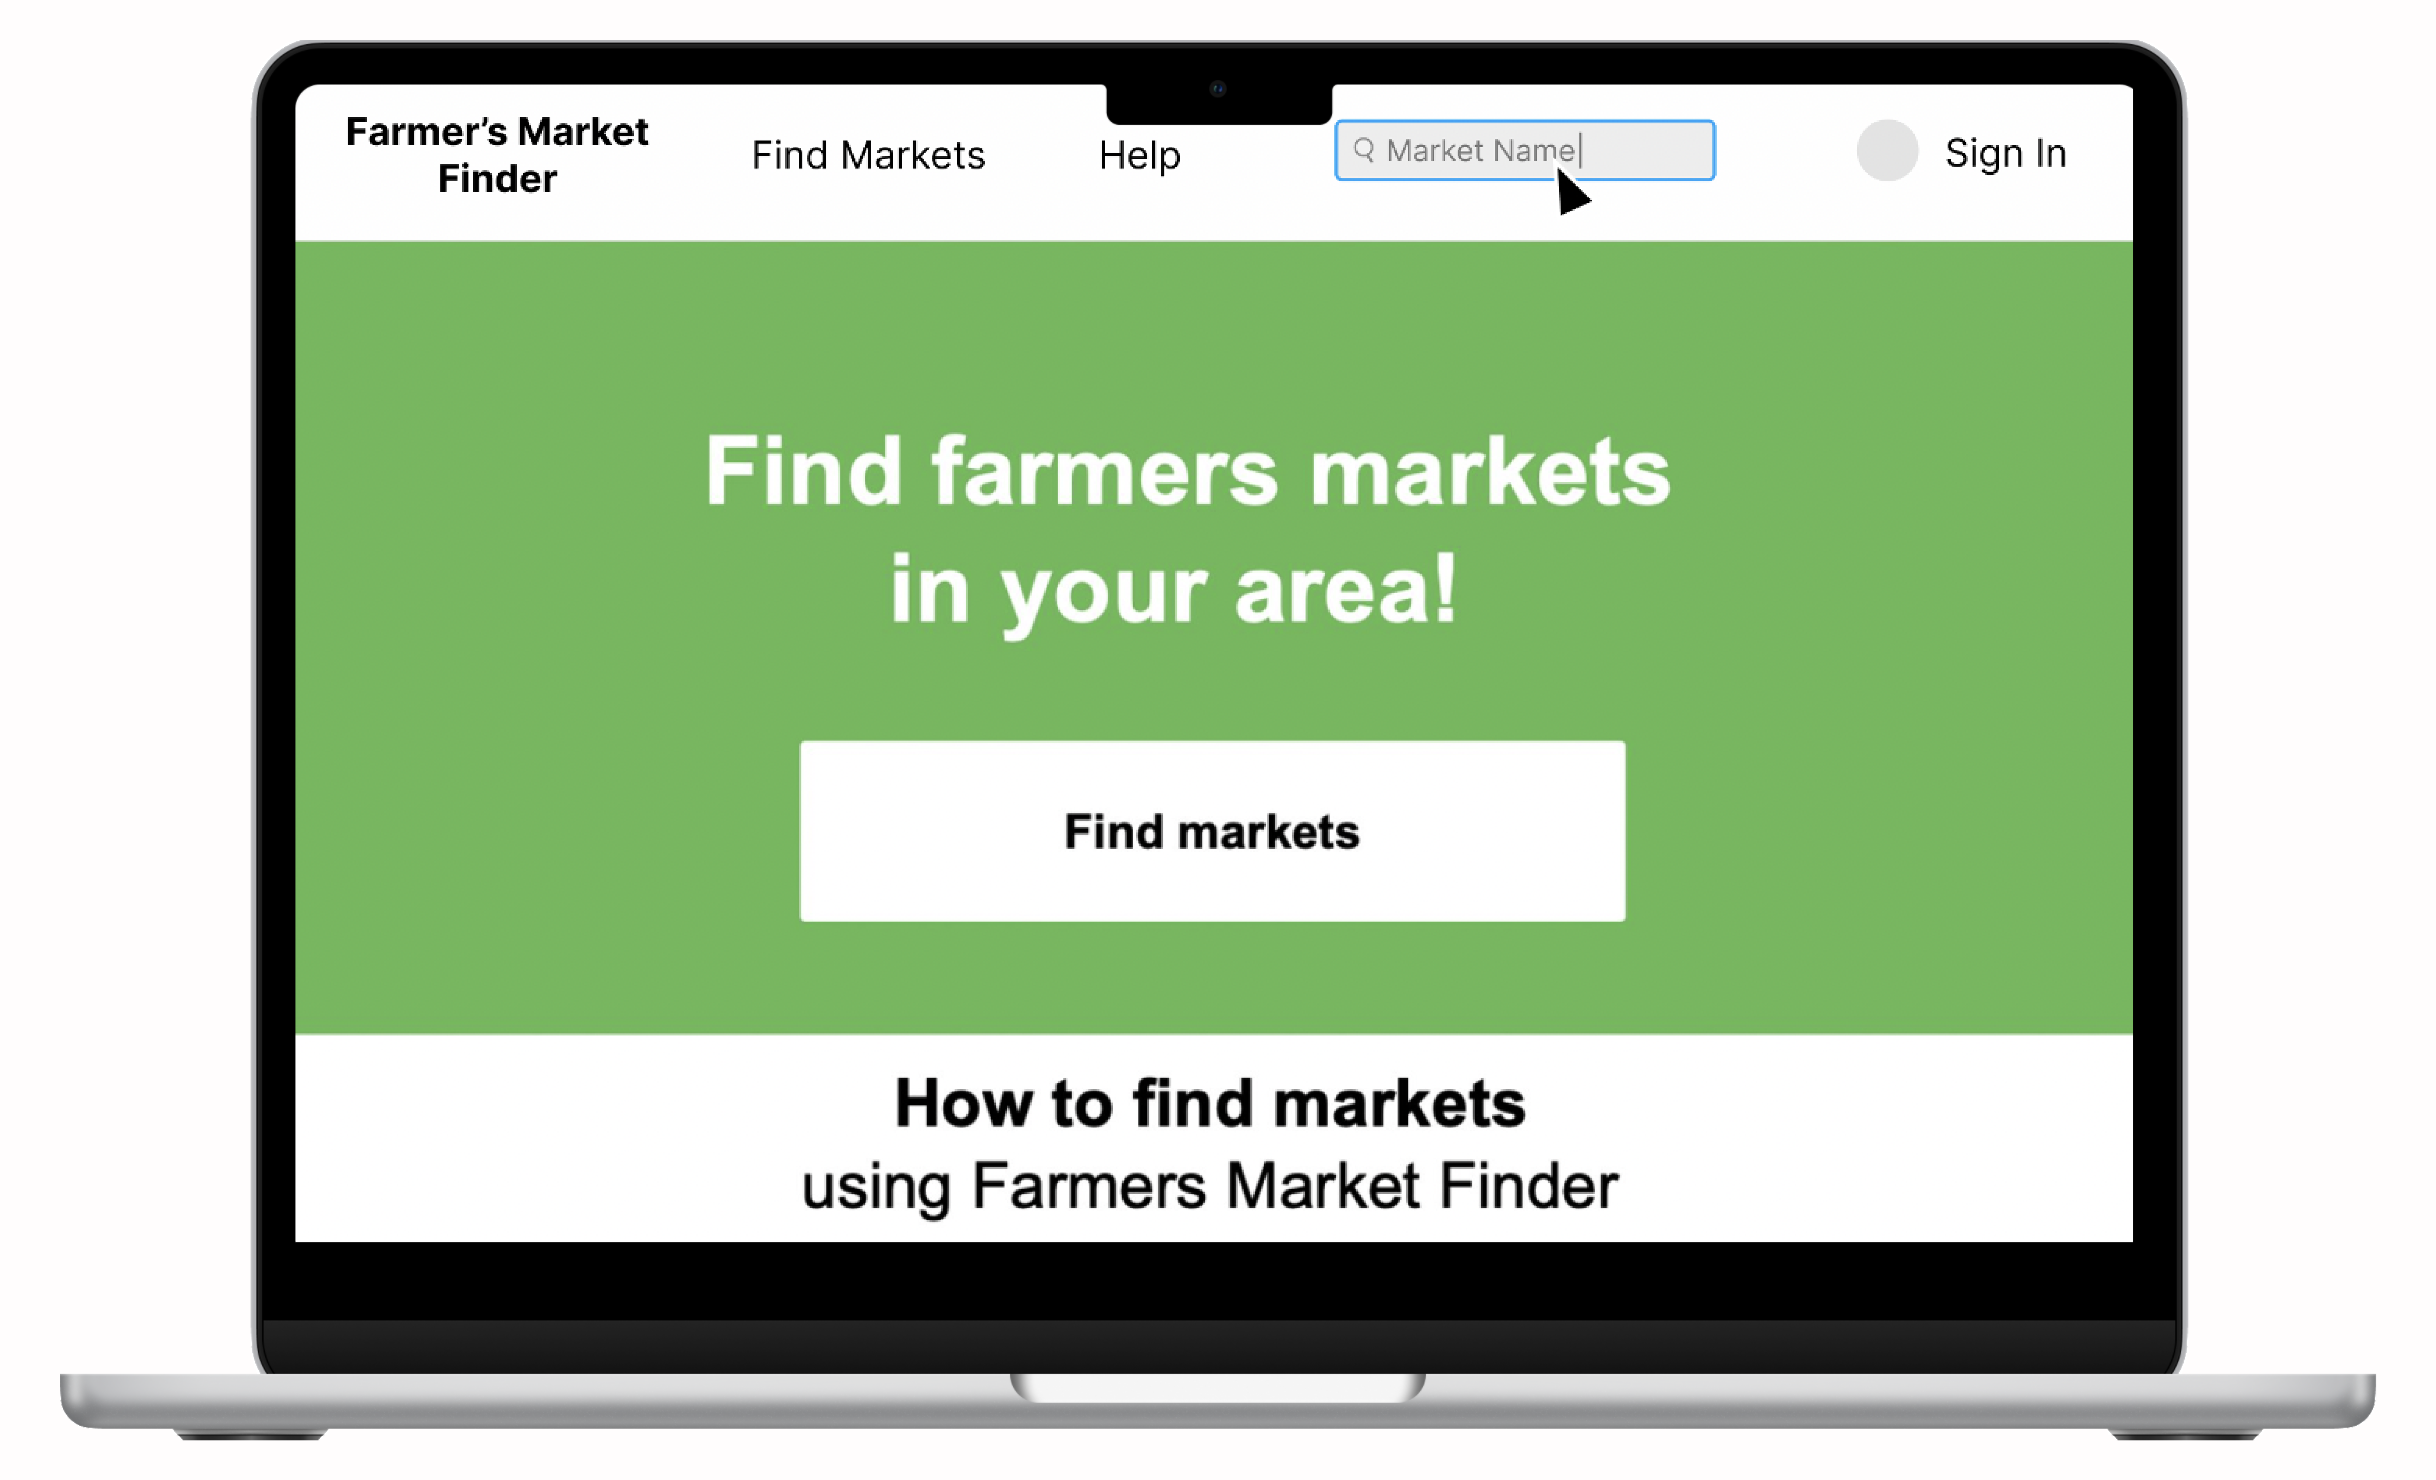 Farmer’s Market
Finder
Find Markets
Help
Market Name
Sign In
Find farmers markets
in your area!
Find markets
How to find markets
using Farmers Market Finder